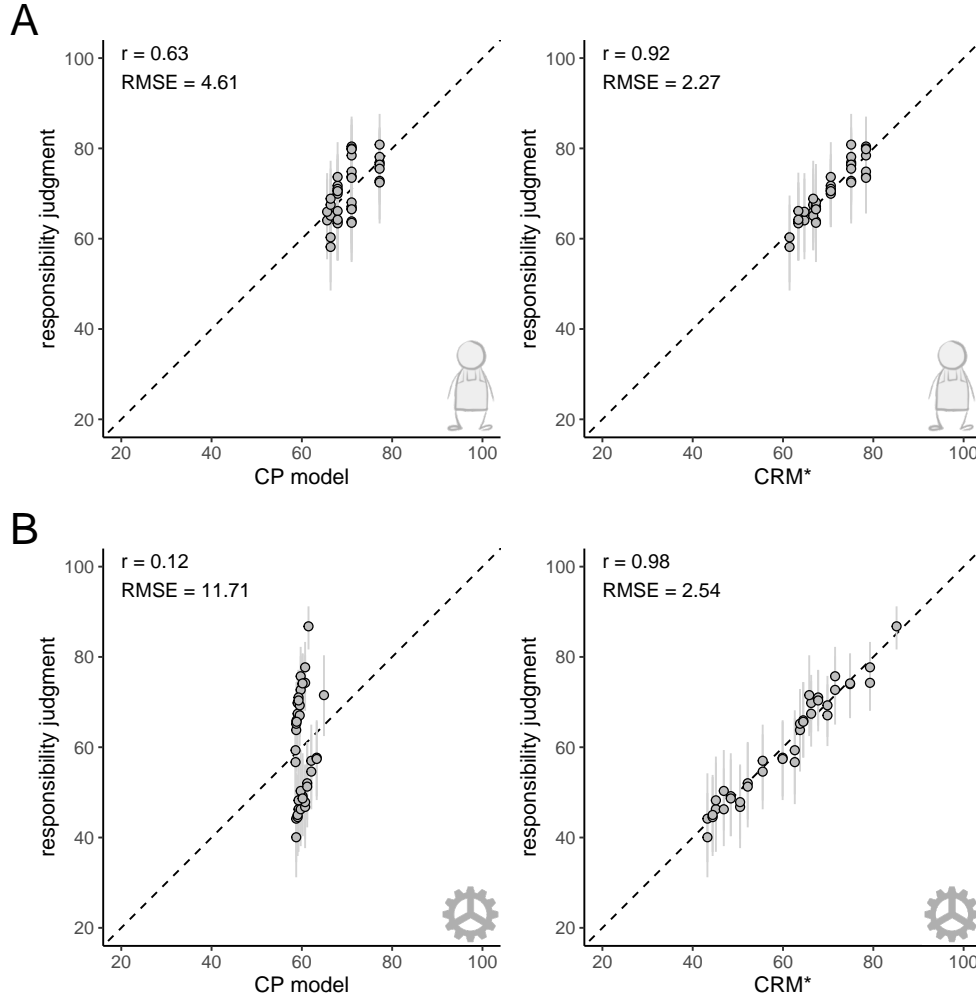 A
r = 0.63
RMSE = 4.61
100
80
60
40
20
responsibility judgment
20 40 60 80 100
CP model
r = 0.92
RMSE = 2.27
100
80
60
40
20
responsibility judgment
20 40 60 80 100
CRM*
B
r = 0.12
RMSE = 11.71
100
80
60
40
20
responsibility judgment
20 40 60 80 100
CP model
r = 0.98
RMSE = 2.54
100
80
60
40
20
responsibility judgment
20 40 60 80 100
CRM*